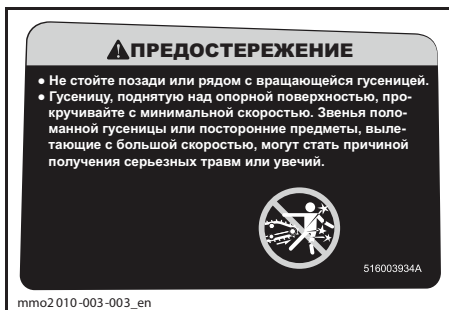 ПРЕДОСТЕРЕЖЕНИЕ
● Не стойте позади или рядом с вращающейся гусеницей.
● Гусеницу, поднятую над опорной поверхностью, про-
кручивайте с минимальной скоростью. Звенья поло-
манной гусеницы или посторонние предметы, выле-
тающие с большой скоростью, могут стать причиной
получения серьезных травм или увечий.
516003934A
mmo2010-003-003_en